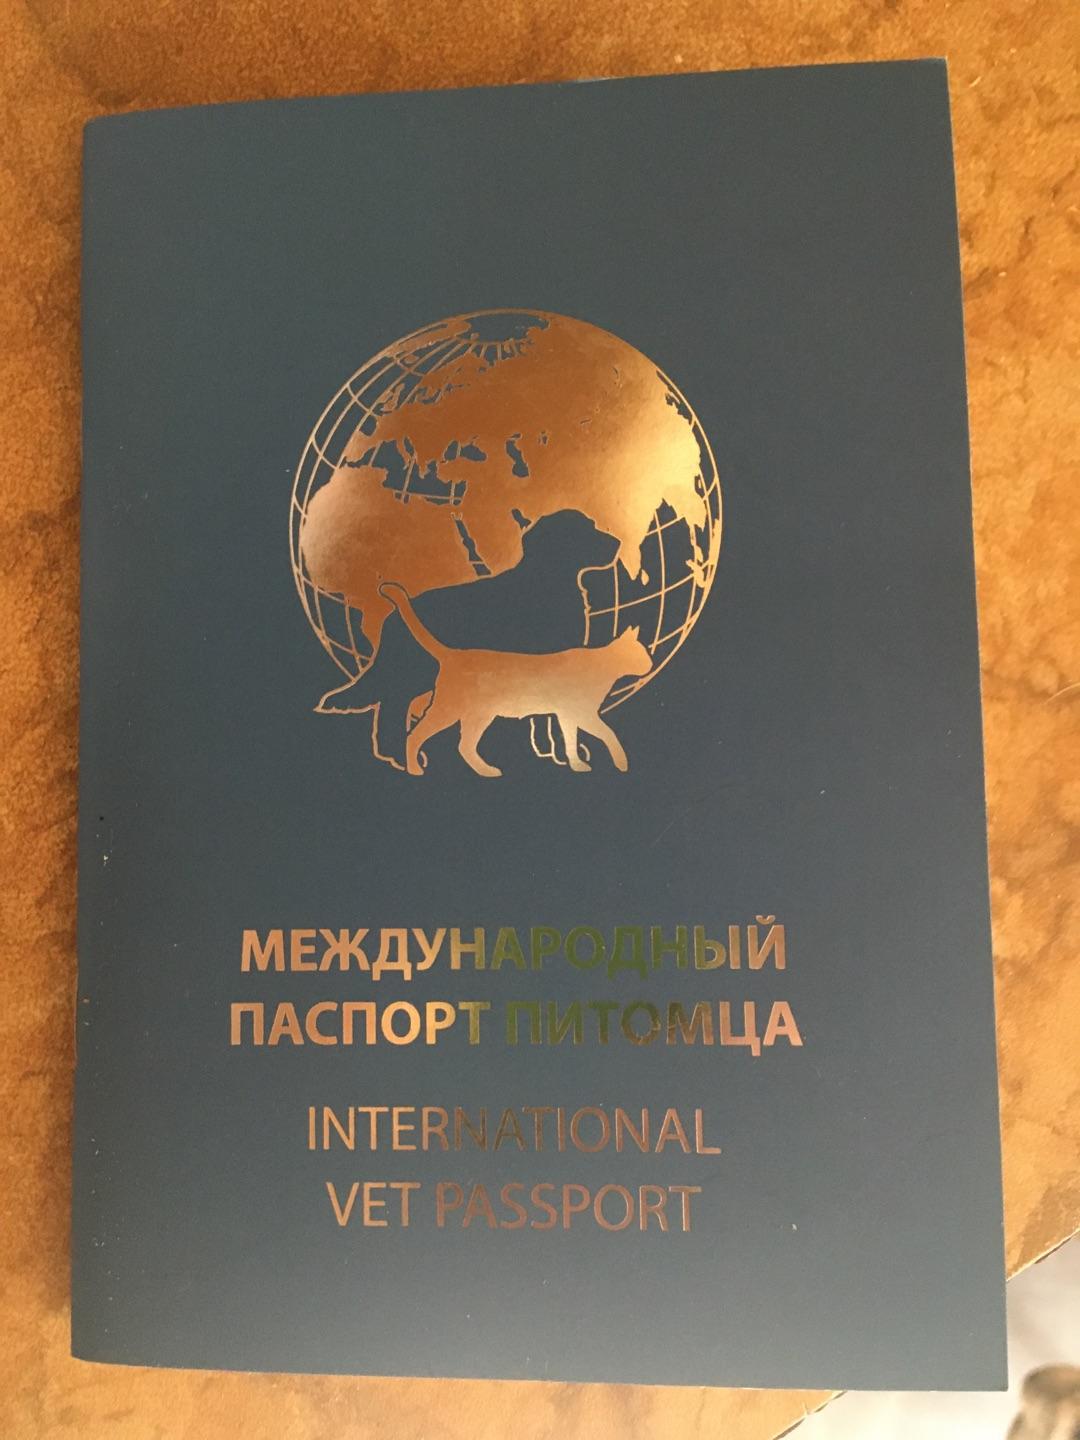 МЕЖДУНАРОДНЫЙ
ПАСПОРТ ПИТОМЦА
INTERNATIONAL
VET PASSPORT